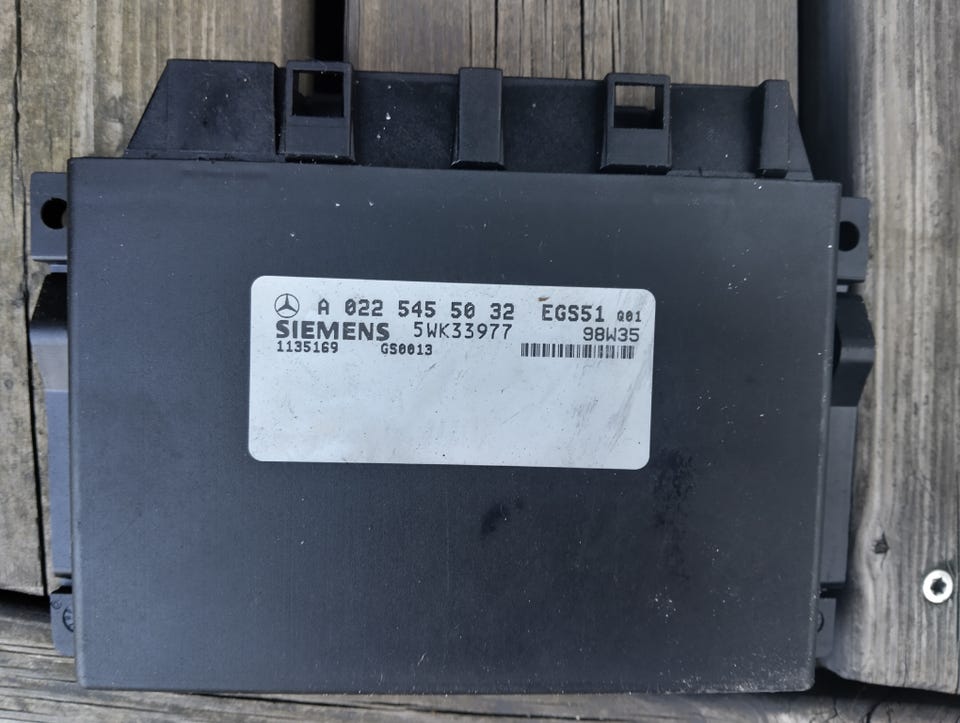 A 022 545 50 32 EGS51 Q01
SIEMENS 5WK33977 98W35
1135169 GS0013